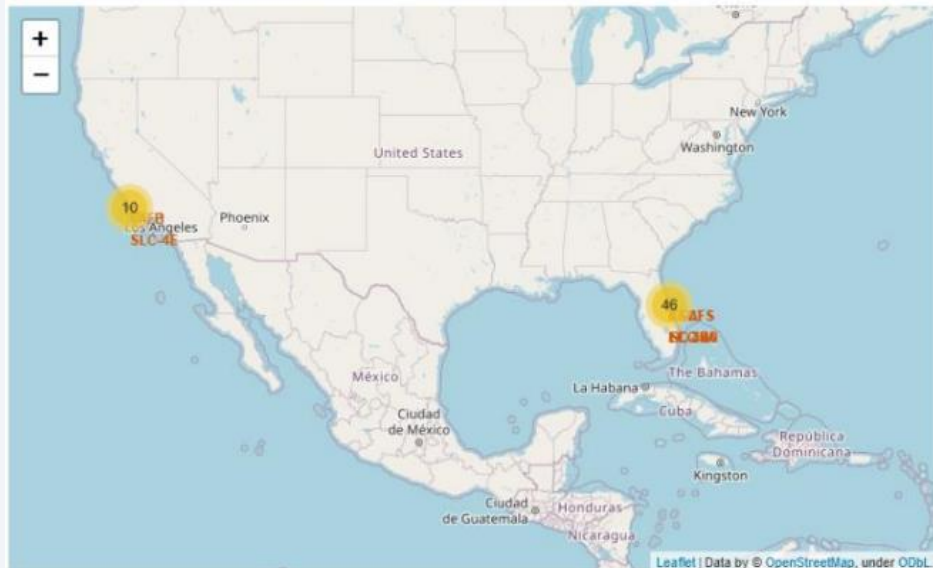 +
−
New York
Washington
United States
10
Phoenix
Los Angeles
SLC-4E
46
The Bahamas
México
La Habana
Cuba
Ciudad
de México
República
Dominicana
Kingston
Ciudad
de Guatemala
Honduras
Nicaragua
Leaflet | Data by © OpenStreetMap, under ODbL.